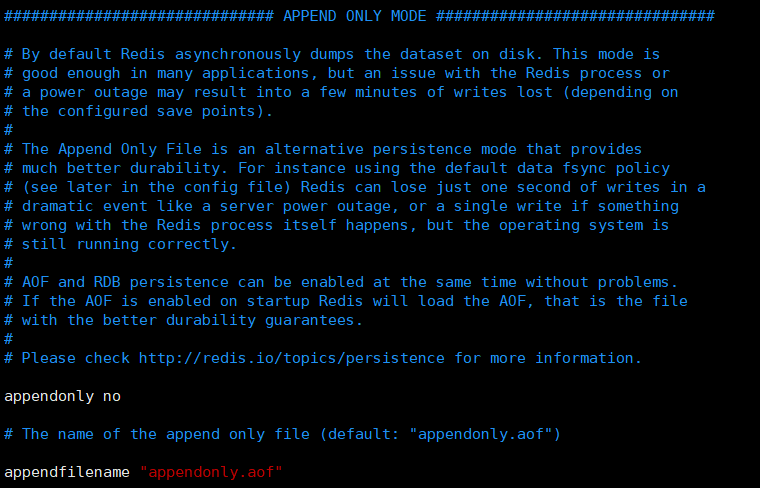 ############################## APPEND ONLY MODE ###############################
# By default Redis asynchronously dumps the dataset on disk. This mode is
# good enough in many applications, but an issue with the Redis process or
# a power outage may result into a few minutes of writes lost (depending on
# the configured save points).
#
# The Append Only File is an alternative persistence mode that provides
# much better durability. For instance using the default data fsync policy
# (see later in the config file) Redis can lose just one second of writes in a
# dramatic event like a server power outage, or a single write if something
# wrong with the Redis process itself happens, but the operating system is
# still running correctly.
#
# AOF and RDB persistence can be enabled at the same time without problems.
# If the AOF is enabled on startup Redis will load the AOF, that is the file
# with the better durability guarantees.
#
# Please check http://redis.io/topics/persistence for more information.
appendonly no
# The name of the append only file (default: "appendonly.aof")
appendfilename "appendonly.aof"